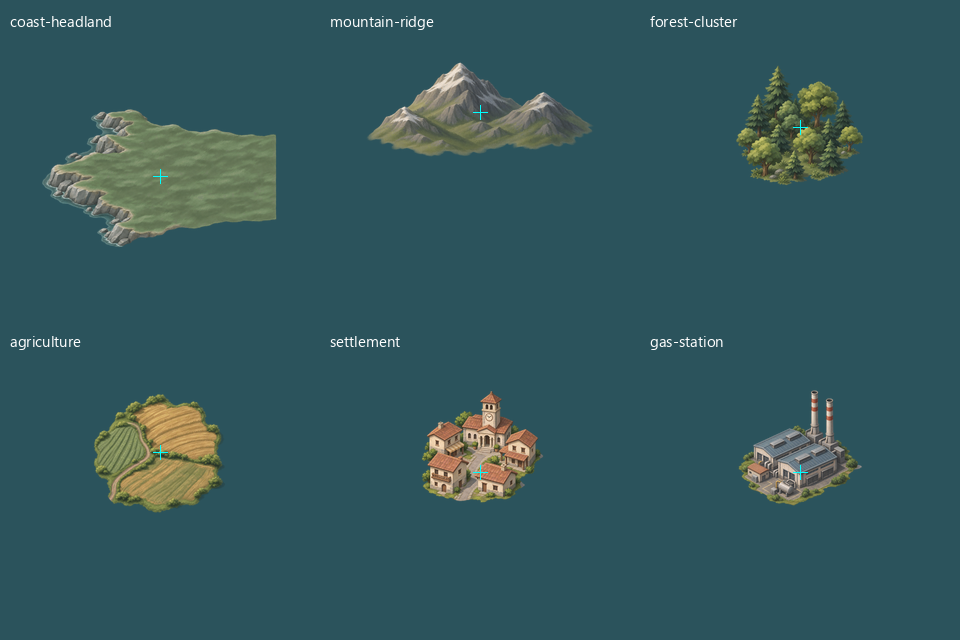 coast-headland
mountain-ridge
forest-cluster
agriculture
settlement
gas-station